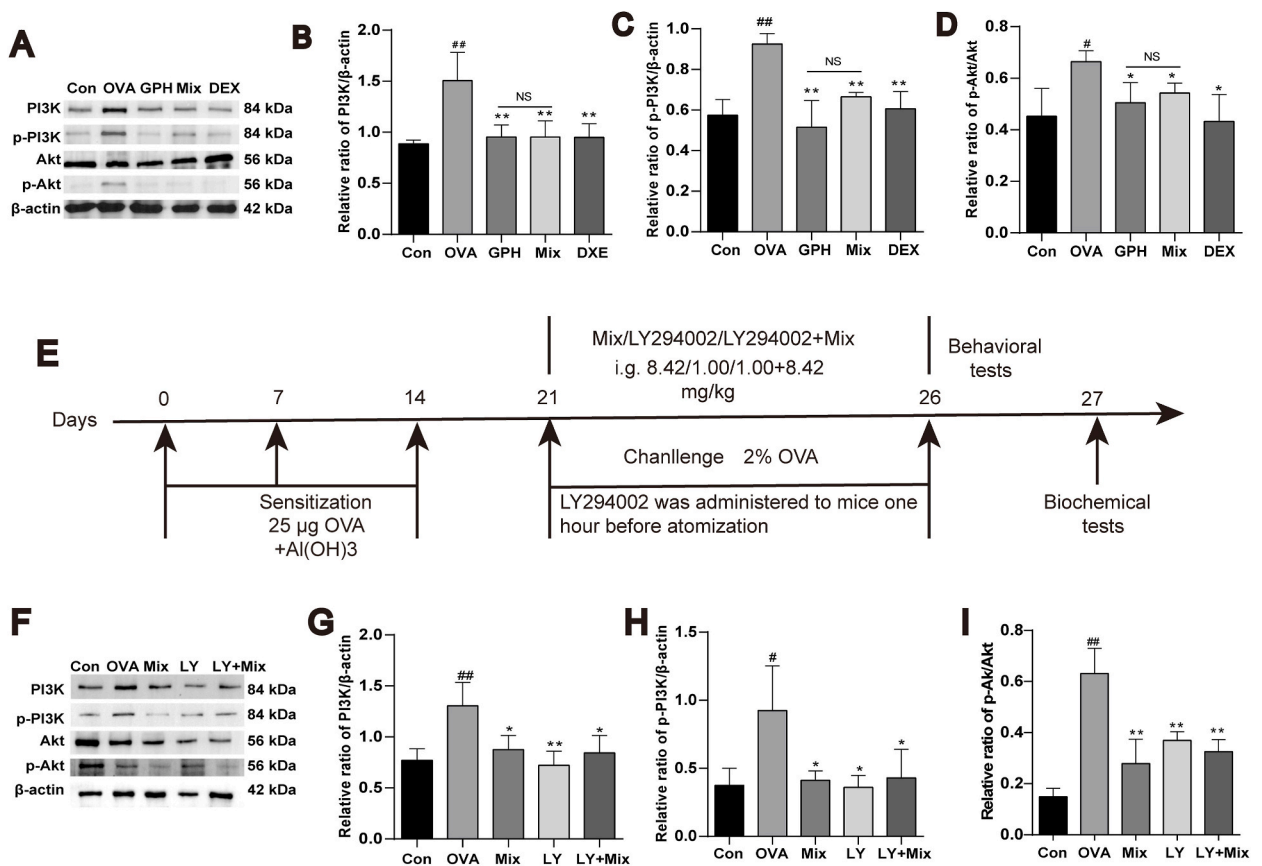 A
Con OVA GPH Mix DEX
PI3K 84 kDa
p-PI3K 84 kDa
Akt 56 kDa
p-Akt 56 kDa
β-actin 42 kDa
B
Relative ratio of PI3K/β-actin
2.0
1.5
1.0
0.5
0.0
##
NS
** ** **
Con OVA GPH Mix DXE
C
Relative ratio of p-PI3K/β-actin
1.0
0.8
0.6
0.4
0.2
0.0
##
NS
** ** **
Con OVA GPH Mix DEX
D
Relative ratio of p-Akt/Akt
0.8
0.6
0.4
0.2
0.0
#
NS
* * *
Con OVA GPH Mix DEX
E
Mix/LY294002/LY294002+Mix
i.g. 8.42/1.00/1.00+8.42
mg/kg
Behavioral
tests
Days 0 7 14 21 26 27
Chanllenge 2% OVA
Sensitization
25 μg OVA
+Al(OH)3
LY294002 was administered to mice one
hour before atomization
Biochemical
tests
F
Con OVA Mix LY LY+Mix
PI3K 84 kDa
p-PI3K 84 kDa
Akt 56 kDa
p-Akt 56 kDa
β-actin 42 kDa
G
Relative ratio of PI3K/β-actin
2.0
1.5
1.0
0.5
0.0
##
* ** *
Con OVA Mix LY LY+Mix
H
Relative ratio of p-PI3K/β-actin
1.5
1.0
0.5
0.0
#
* * *
Con OVA Mix LY LY+Mix
I
Relative ratio of p-Ak/Akt
0.8
0.6
0.4
0.2
0.0
##
** ** **
Con OVA Mix LY LY+Mix